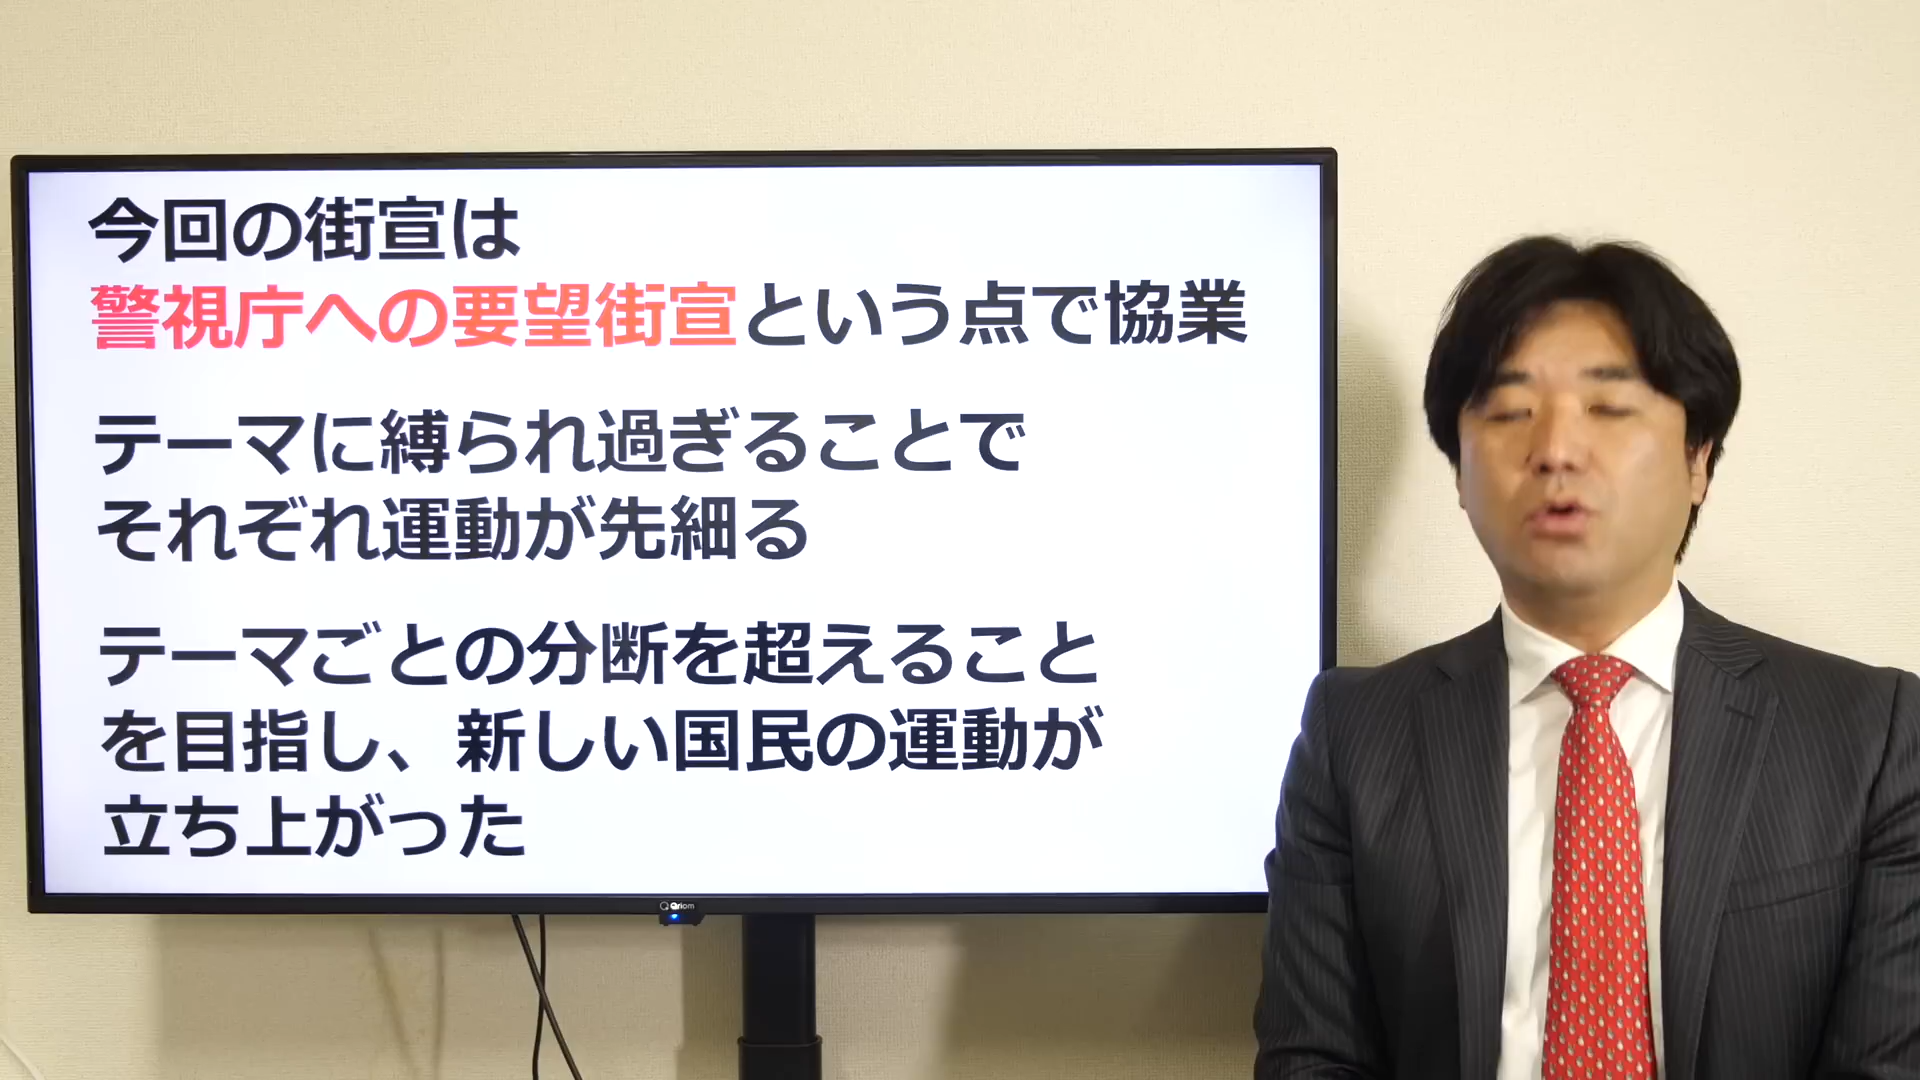 今回の街宣は
警視庁への要望街宣という点で協業
テーマに縛られ過ぎることで
それぞれ運動が先細る
テーマごとの分断を超えること
を目指し、新しい国民の運動が
立ち上がった
Qriom